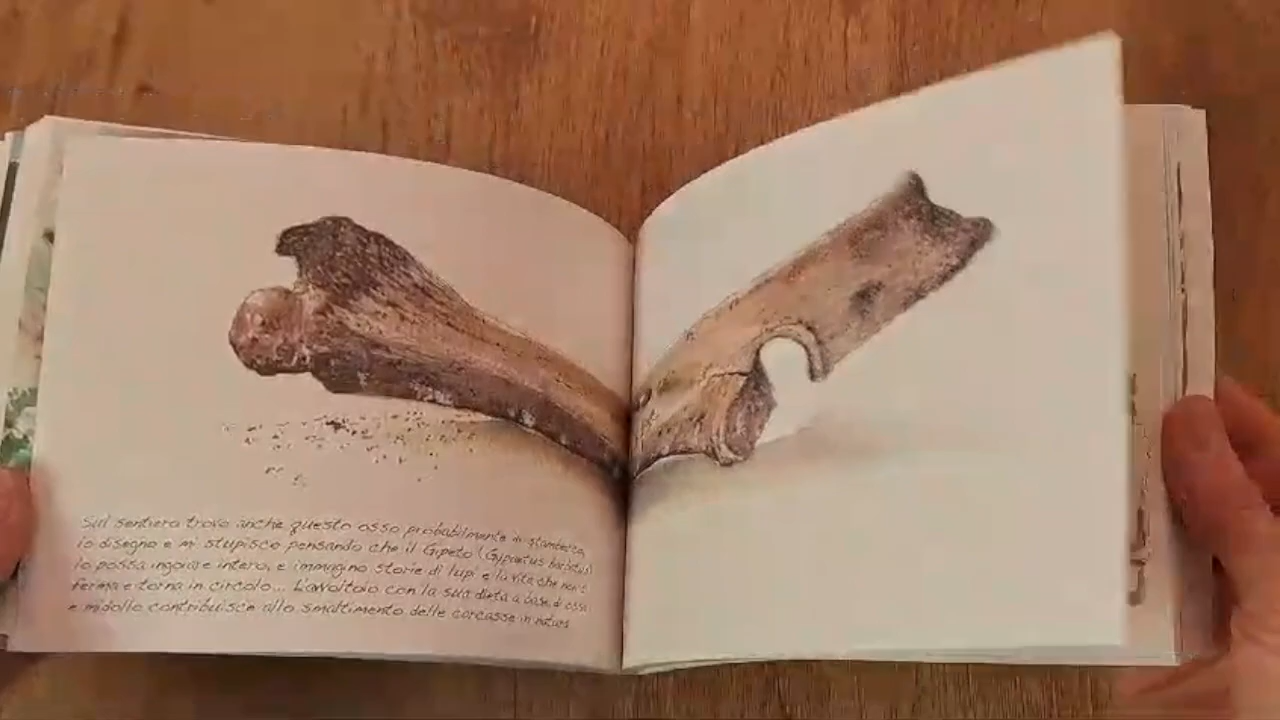 Sul sentiero trovo anche questo osso probabilmente di stambecco,
lo disegno e mi stupisco pensando che il Gipeto (Gypaetus barbatus)
lo possa ingoiare intero, e immagino storie di lupi e la vita che non si
ferma e torna in circolo... L'avvoltoio con la sua dieta a base di ossa
e midollo contribuisce allo smaltimento delle carcasse in natura